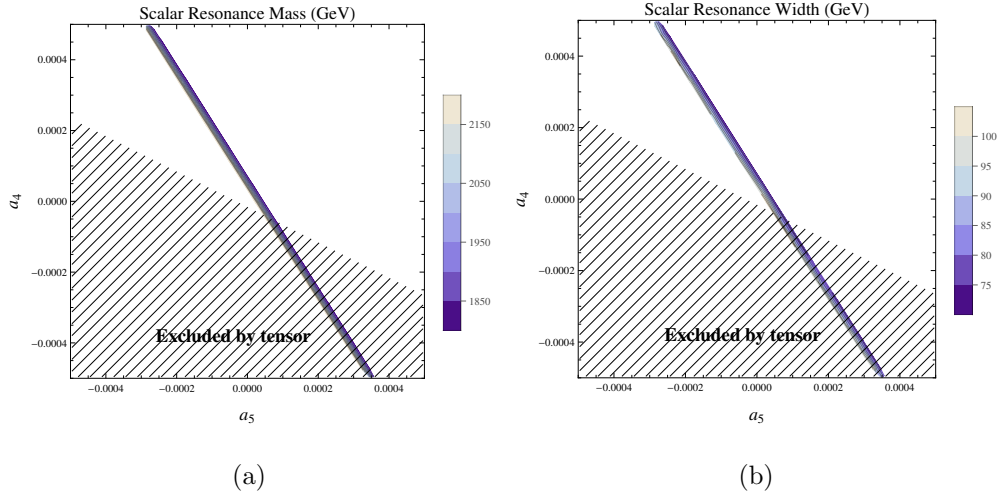 Scalar Resonance Mass (GeV)
0.0004
0.0002
0.0000
−0.0002
−0.0004
a4
Excluded by tensor
−0.0004 −0.0002 0.0000 0.0002 0.0004
a5
2150
2050
1950
1850
(a)
Scalar Resonance Width (GeV)
0.0004
0.0002
0.0000
−0.0002
−0.0004
a4
Excluded by tensor
−0.0004 −0.0002 0.0000 0.0002 0.0004
a5
100
95
90
85
80
75
(b)